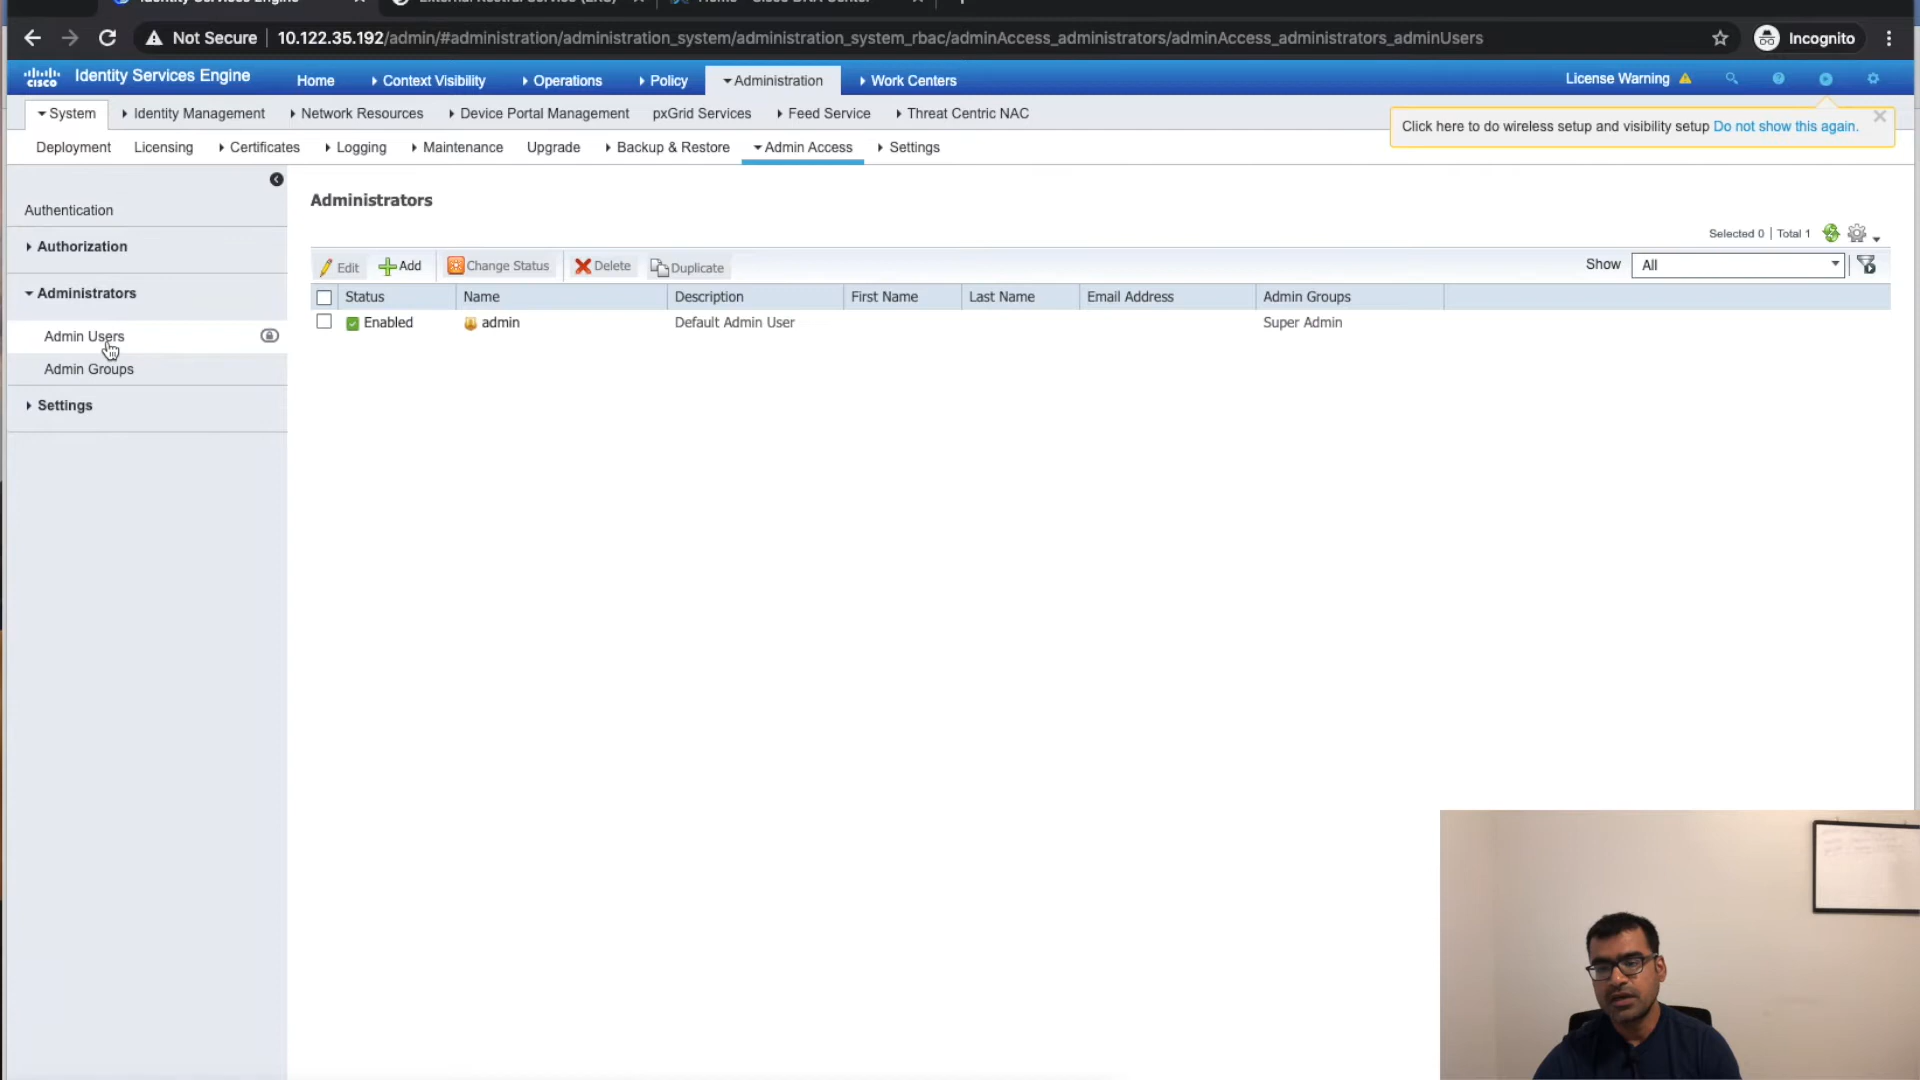 Identity Services Engine
Not Secure 10.122.35.192/admin/#administration/administration_system/administration_system_rbac/adminAccess_administrators/adminAccess_administrators_adminUsers Incognito
cisco Identity Services Engine Home Context Visibility Operations Policy Administration Work Centers License Warning
System Identity Management Network Resources Device Portal Management pxGrid Services Feed Service Threat Centric NAC
Click here to do wireless setup and visibility setup Do not show this again.
Deployment Licensing Certificates Logging Maintenance Upgrade Backup & Restore Admin Access Settings
Authentication
Authorization
Administrators
Admin Users
Admin Groups
Settings
Administrators
Selected 0 | Total 1
Edit Add Change Status Delete Duplicate Show All
Status Name Description First Name Last Name Email Address Admin Groups
Enabled admin Default Admin User Super Admin